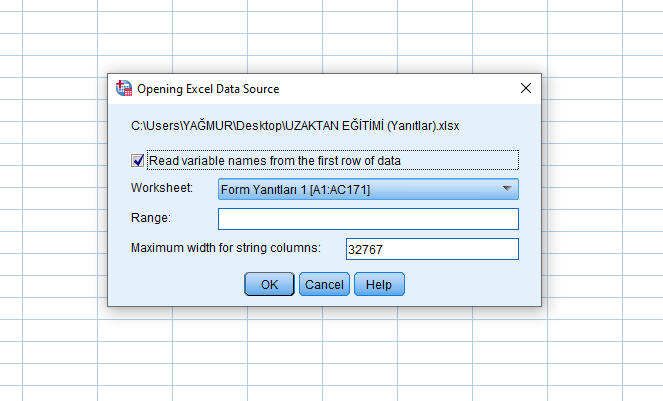 Opening Excel Data Source
C:\Users\YAĞMUR\Desktop\UZAKTAN EĞİTİMİ (Yanıtlar).xlsx
Read variable names from the first row of data
Worksheet: Form Yanıtları 1 [A1:AC171]
Range:
Maximum width for string columns: 32767
OK Cancel Help